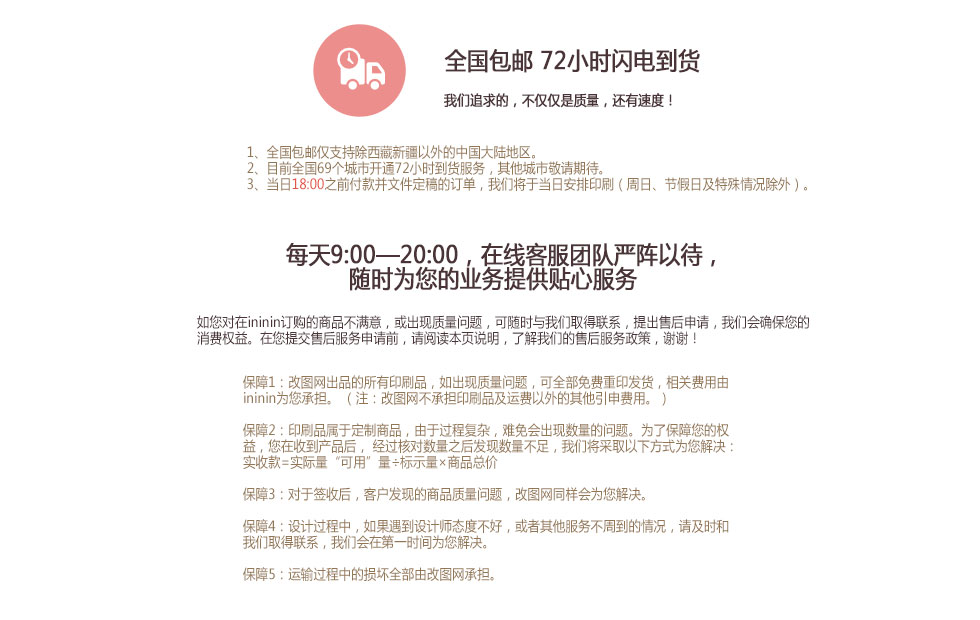 全国包邮 72小时闪电到货
我们追求的，不仅仅是质量，还有速度！
1、全国包邮仅支持除西藏新疆以外的中国大陆地区。
2、目前全国69个城市开通72小时到货服务，其他城市敬请期待。
3、当日18:00之前付款并文件定稿的订单，我们将于当日安排印刷（周日、节假日及特殊情况除外）。
每天9:00—20:00，在线客服团队严阵以待，
随时为您的业务提供贴心服务
如您对在ininin订购的商品不满意，或出现质量问题，可随时与我们取得联系，提出售后申请，我们会确保您的
消费权益。在您提交售后服务申请前，请阅读本页说明，了解我们的售后服务政策，谢谢！
保障1：改图网出品的所有印刷品，如出现质量问题，可全部免费重印发货，相关费用由
ininin为您承担。（注：改图网不承担印刷品及运费以外的其他引申费用。）
保障2：印刷品属于定制商品，由于过程复杂，难免会出现数量的问题。为了保障您的权
益，您在收到产品后， 经过核对数量之后发现数量不足，我们将采取以下方式为您解决：
实收款=实际量“可用”量÷标示量×商品总价
保障3：对于签收后，客户发现的商品质量问题，改图网同样会为您解决。
保障4：设计过程中，如果遇到设计师态度不好，或者其他服务不周到的情况，请及时和
我们取得联系，我们会在第一时间为您解决。
保障5：运输过程中的损坏全部由改图网承担。